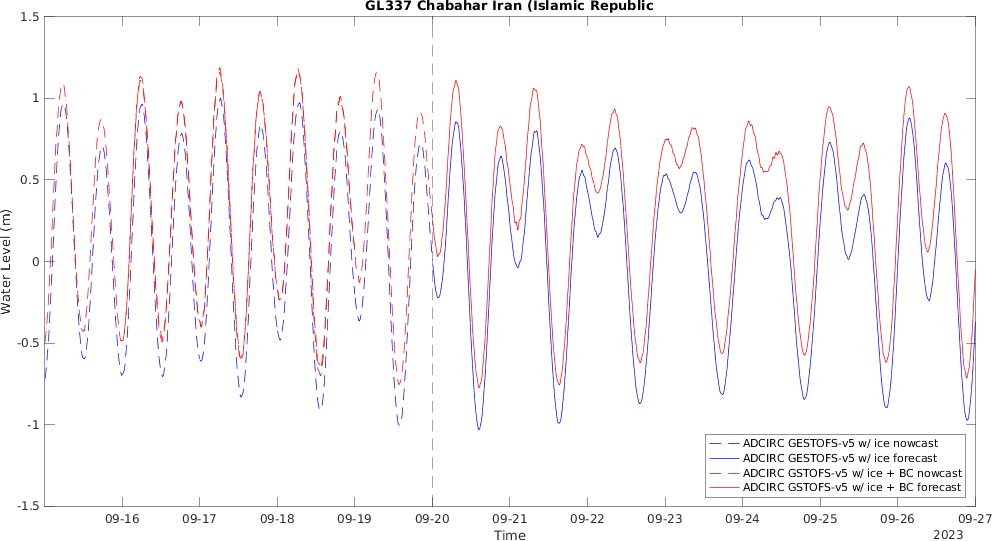 GL337 Chabahar Iran (Islamic Republic
1.5
1
0.5
0
-0.5
-1
-1.5
Water Level (m)
09-16
09-17
09-18
09-19
09-20
09-21
09-22
09-23
09-24
09-25
09-26
09-27
Time
2023
ADCIRC GESTOFS-v5 w/ ice nowcast
ADCIRC GESTOFS-v5 w/ ice forecast
ADCIRC GSTOFS-v5 w/ ice + BC nowcast
ADCIRC GSTOFS-v5 w/ ice + BC forecast